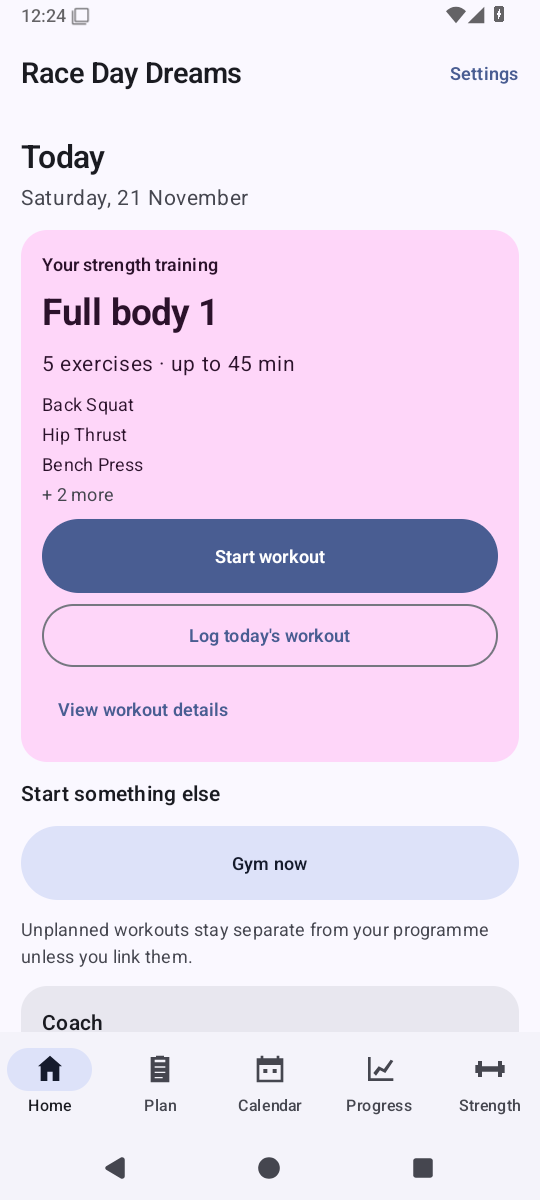 12:24
Race Day Dreams
Settings
Today
Saturday, 21 November
Your strength training
Full body 1
5 exercises · up to 45 min
Back Squat
Hip Thrust
Bench Press
+ 2 more
Start workout
Log today's workout
View workout details
Start something else
Gym now
Unplanned workouts stay separate from your programme
unless you link them.
Coach
Home
Plan
Calendar
Progress
Strength